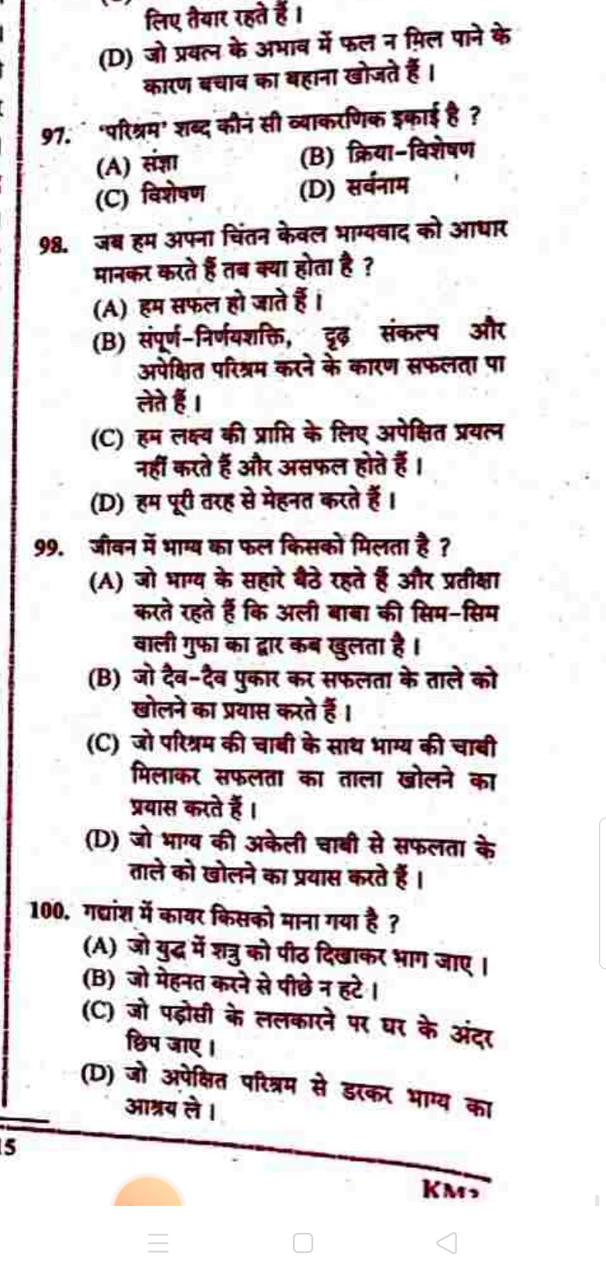 लिए तैयार रहते हैं ।
(D) जो प्रयत्न के अभाव में फल न मिल पाने के
कारण बचाव का बहाना खोजते हैं ।
97. 'परिश्रम' शब्द कौन सी व्याकरणिक इकाई है ?
(A) संज्ञा (B) क्रिया-विशेषण
(C) विशेषण (D) सर्वनाम
98. जब हम अपना चिंतन केवल भाग्यवाद को आधार
मानकर करते हैं तब क्या होता है ?
(A) हम सफल हो जाते हैं ।
(B) संपूर्ण-निर्णयशक्ति, दृढ़ संकल्प और
अपेक्षित परिश्रम करने के कारण सफलता पा
लेते हैं ।
(C) हम लक्ष्य की प्राप्ति के लिए अपेक्षित प्रयत्न
नहीं करते हैं और असफल होते हैं ।
(D) हम पूरी तरह से मेहनत करते हैं ।
99. जीवन में भाग्य का फल किसको मिलता है ?
(A) जो भाग्य के सहारे बैठे रहते हैं और प्रतीक्षा
करते रहते हैं कि अली बाबा की सिम-सिम
वाली गुफा का द्वार कब खुलता है ।
(B) जो दैव-दैव पुकार कर सफलता के ताले को
खोलने का प्रयास करते हैं ।
(C) जो परिश्रम की चाबी के साथ भाग्य की चाबी
मिलाकर सफलता का ताला खोलने का
प्रयास करते हैं ।
(D) जो भाग्य की अकेली चाबी से सफलता के
ताले को खोलने का प्रयास करते हैं ।
100. गद्यांश में कायर किसको माना गया है ?
(A) जो युद्ध में शत्रु को पीठ दिखाकर भाग जाए ।
(B) जो मेहनत करने से पीछे न हटे ।
(C) जो पड़ोसी के ललकारने पर घर के अंदर
छिप जाए ।
(D) जो अपेक्षित परिश्रम से डरकर भाग्य का
आश्रय ले ।